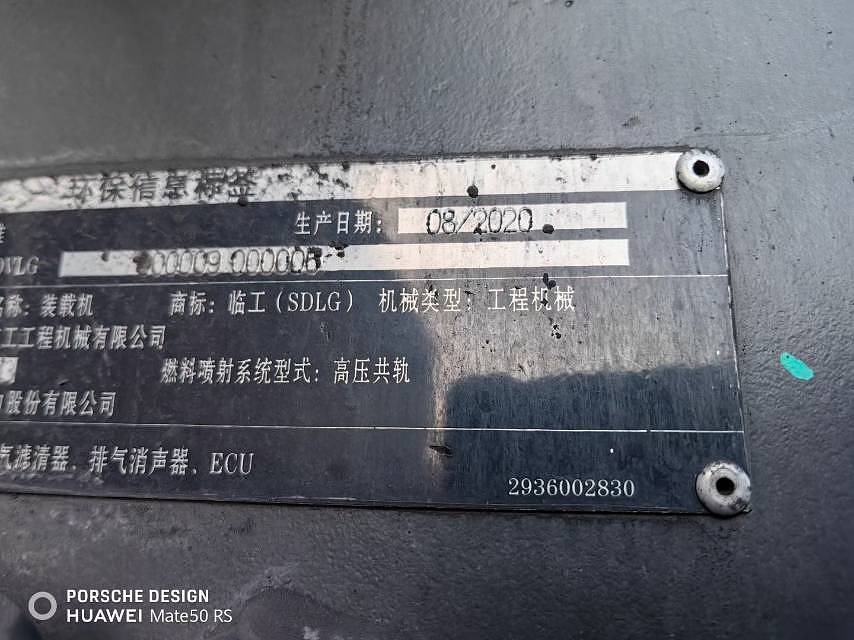 环保信息标签
生产日期: 08/2020
OVLG
名称: 装载机 商标: 临工(SDLG) 机械类型: 工程机械
工工程机械有限公司
燃料喷射系统型式: 高压共轨
股份有限公司
气滤清器、排气消声器、ECU
2936002830
PORSCHE DESIGN
HUAWEI Mate50 RS